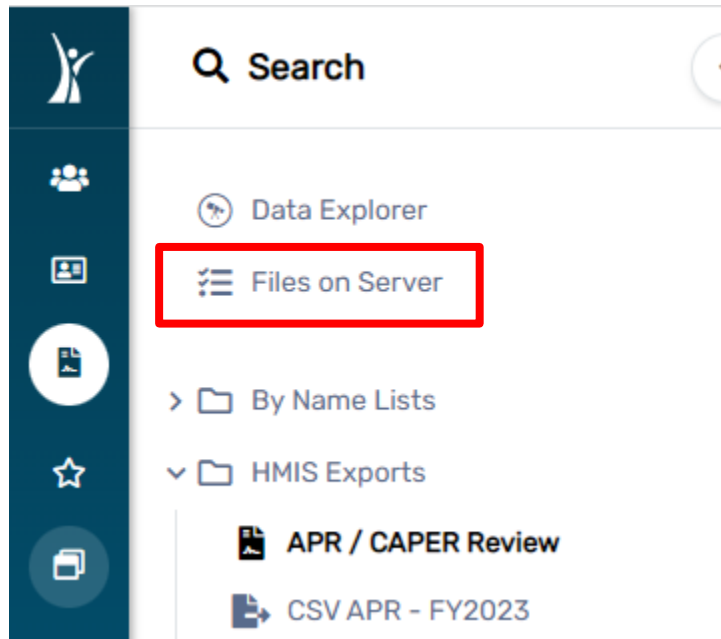 Search
Data Explorer
Files on Server
By Name Lists
HMIS Exports
APR / CAPER Review
CSV APR - FY2023